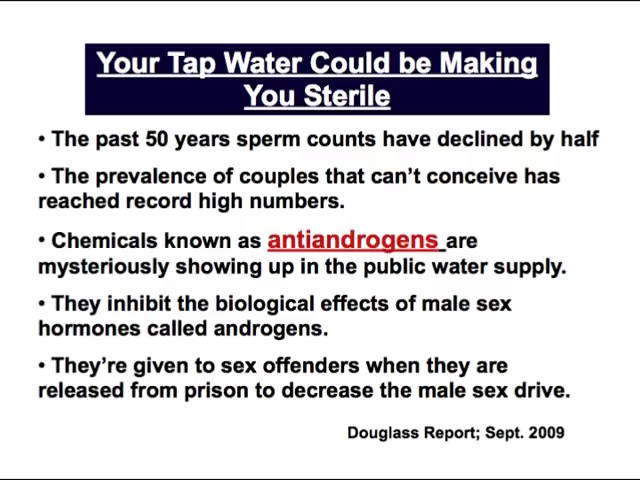 Your Tap Water Could be Making
You Sterile
• The past 50 years sperm counts have declined by half
• The prevalence of couples that can't conceive has
reached record high numbers.
• Chemicals known as antiandrogens are
mysteriously showing up in the public water supply.
• They inhibit the biological effects of male sex
hormones called androgens.
• They're given to sex offenders when they are
released from prison to decrease the male sex drive.
Douglass Report; Sept. 2009